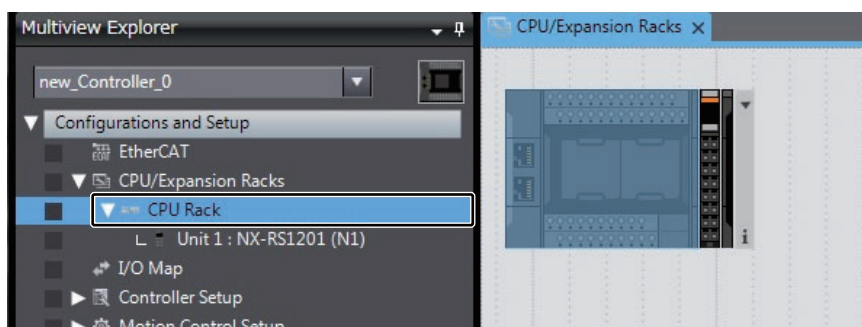 Multiview Explorer
new_Controller_0
Configurations and Setup
EtherCAT
CPU/Expansion Racks
CPU Rack
Unit 1 : NX-RS1201 (N1)
I/O Map
Controller Setup
Motion Control Setup
CPU/Expansion Racks
i